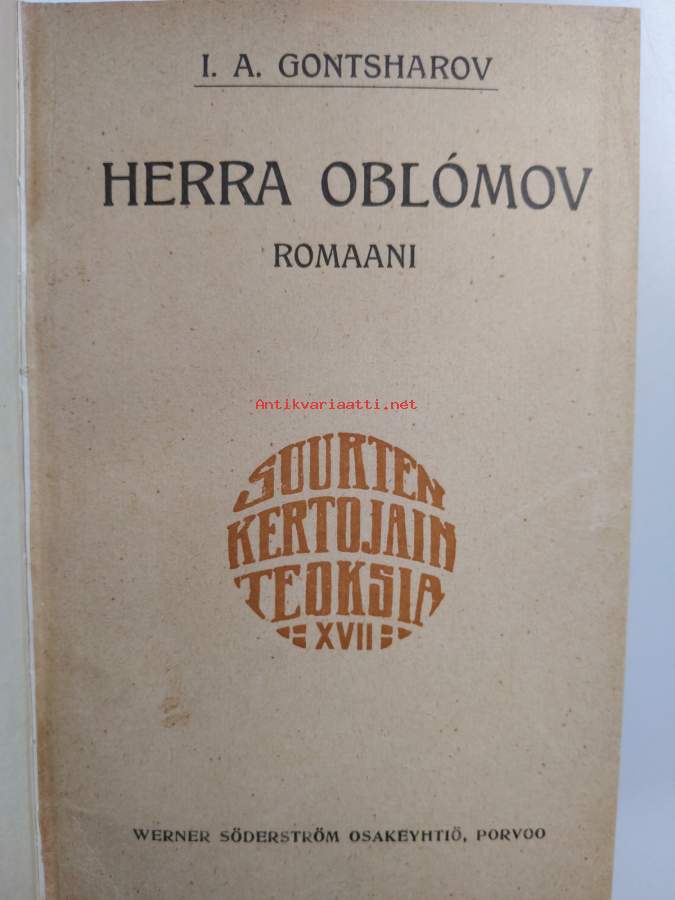 I. A. GONTSHAROV
HERRA OBLÓMOV
ROMAANI
Antikvariaatti.net
SUURTEN
KERTOJAIN
TEOKSIA
XVII
WERNER SÖDERSTRÖM OSAKEYHTIÖ, PORVOO